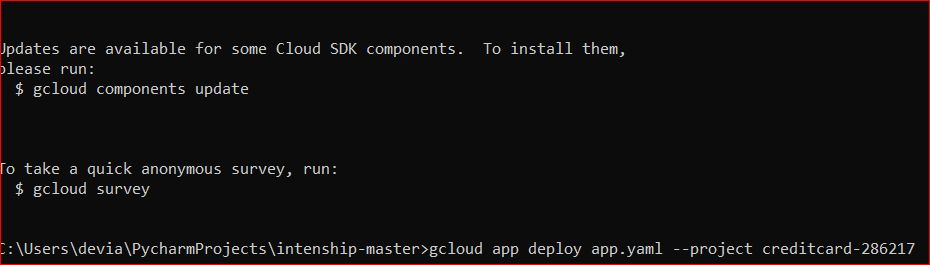 Updates are available for some Cloud SDK components.  To install them,
please run:
  $ gcloud components update
To take a quick anonymous survey, run:
  $ gcloud survey
C:\Users\devia\PycharmProjects\intenship-master>gcloud app deploy app.yaml --project creditcard-286217